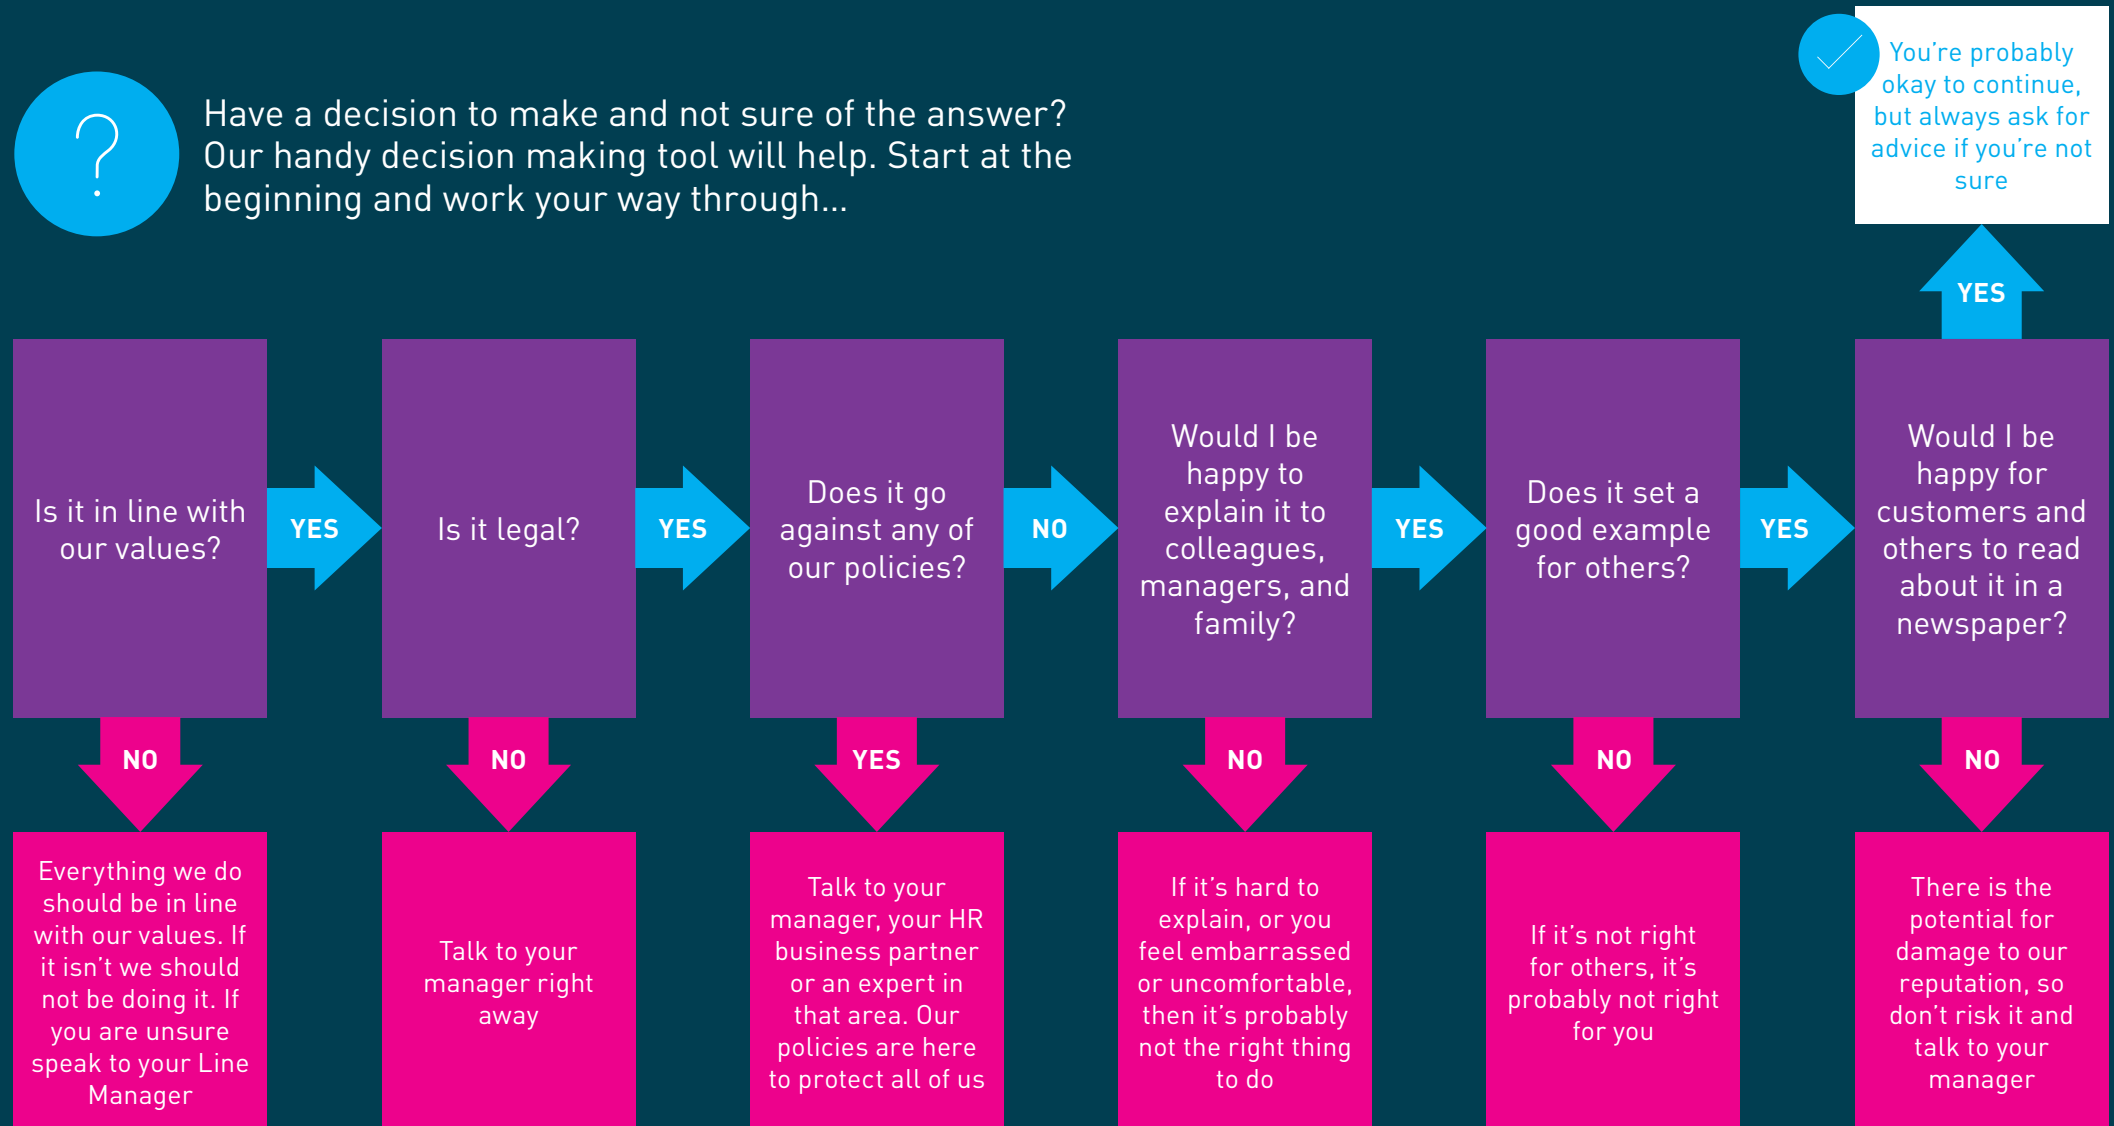 ?
Have a decision to make and not sure of the answer?
Our handy decision making tool will help. Start at the
beginning and work your way through...
You're probably
okay to continue,
but always ask for
advice if you're not
sure
YES
Is it in line with
our values?
YES
Is it legal?
YES
Does it go
against any of
our policies?
NO
Would I be
happy to
explain it to
colleagues,
managers, and
family?
YES
Does it set a
good example
for others?
YES
Would I be
happy for
customers and
others to read
about it in a
newspaper?
NO
NO
YES
NO
NO
NO
Everything we do
should be in line
with our values. If
it isn't we should
not be doing it. If
you are unsure
speak to your Line
Manager
Talk to your
manager right
away
Talk to your
manager, your HR
business partner
or an expert in
that area. Our
policies are here
to protect all of us
If it's hard to
explain, or you
feel embarrassed
or uncomfortable,
then it's probably
not the right thing
to do
If it's not right
for others, it's
probably not right
for you
There is the
potential for
damage to our
reputation, so
don't risk it and
talk to your
manager